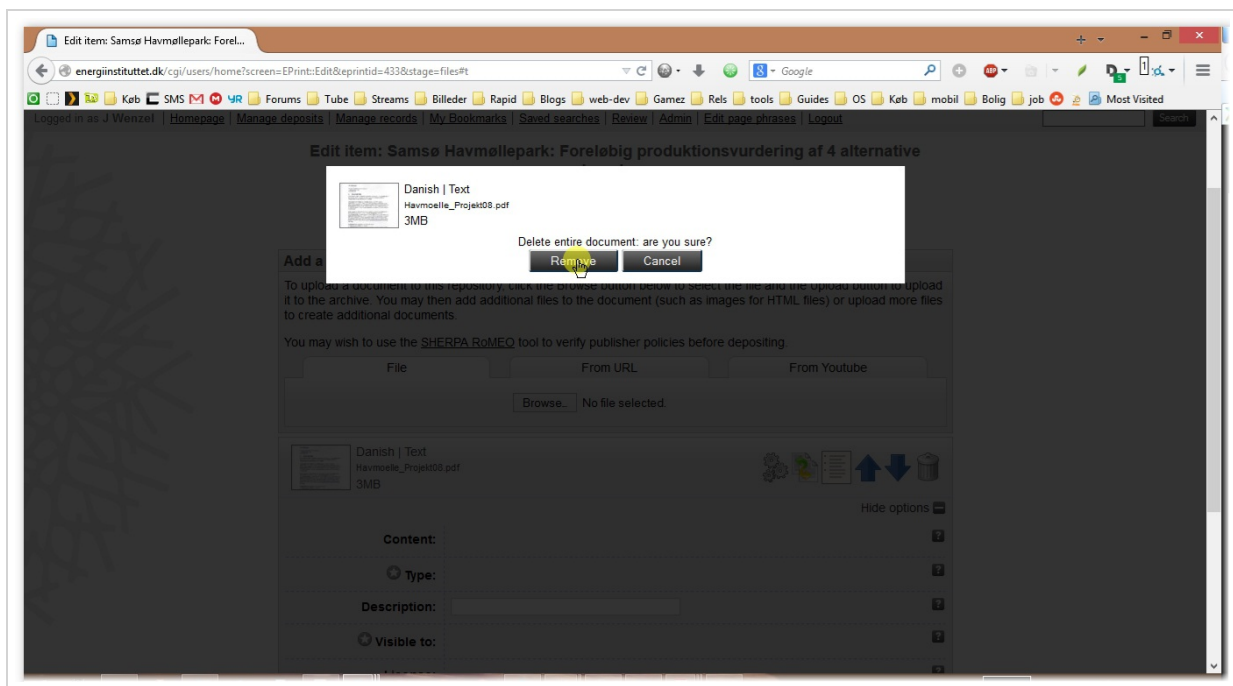 Edit item: Samsø Havmøllepark: Forel...
energiinstituttet.dk/cgi/users/home?screen=EPrint::Edit&eprintid=433&stage=files#t
Google
Køb SMS YR Forums Tube Streams Billeder Rapid Blogs web-dev Gamez Rels tools Guides OS Køb mobil Bolig job Most Visited
Logged in as J Wenzel | Homepage | Manage deposits | Manage records | My Bookmarks | Saved searches | Review | Admin | Edit page phrases | Logout Search
Edit item: Samsø Havmøllepark: Foreløbig produktionsvurdering af 4 alternative
Danish | Text
Havmoelle_Projekt08.pdf
3MB
Delete entire document: are you sure?
Remove Cancel
Add a
To upload a document to this repository, click the Browse button below to select the file and the Upload button to upload
it to the archive. You may then add additional files to the document (such as images for HTML files) or upload more files
to create additional documents.
You may wish to use the SHERPA RoMEO tool to verify publisher policies before depositing.
File From URL From Youtube
Browse... No file selected.
Danish | Text
Havmoelle_Projekt08.pdf
3MB
Hide options
Content:
Type:
Description:
Visible to: